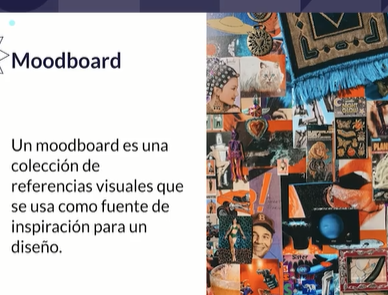 Moodboard
Un moodboard es una
colección de
referencias visuales que
se usa como fuente de
inspiración para un
diseño.